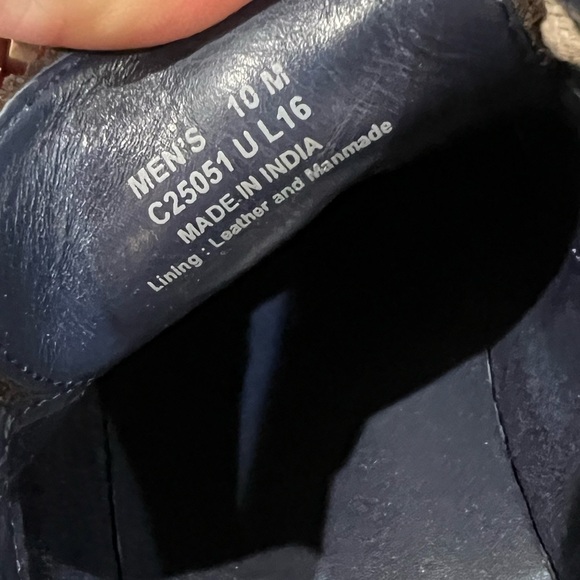 MEN'S 10 M
C25051 U L16
MADE IN INDIA
Lining : Leather and Manmade